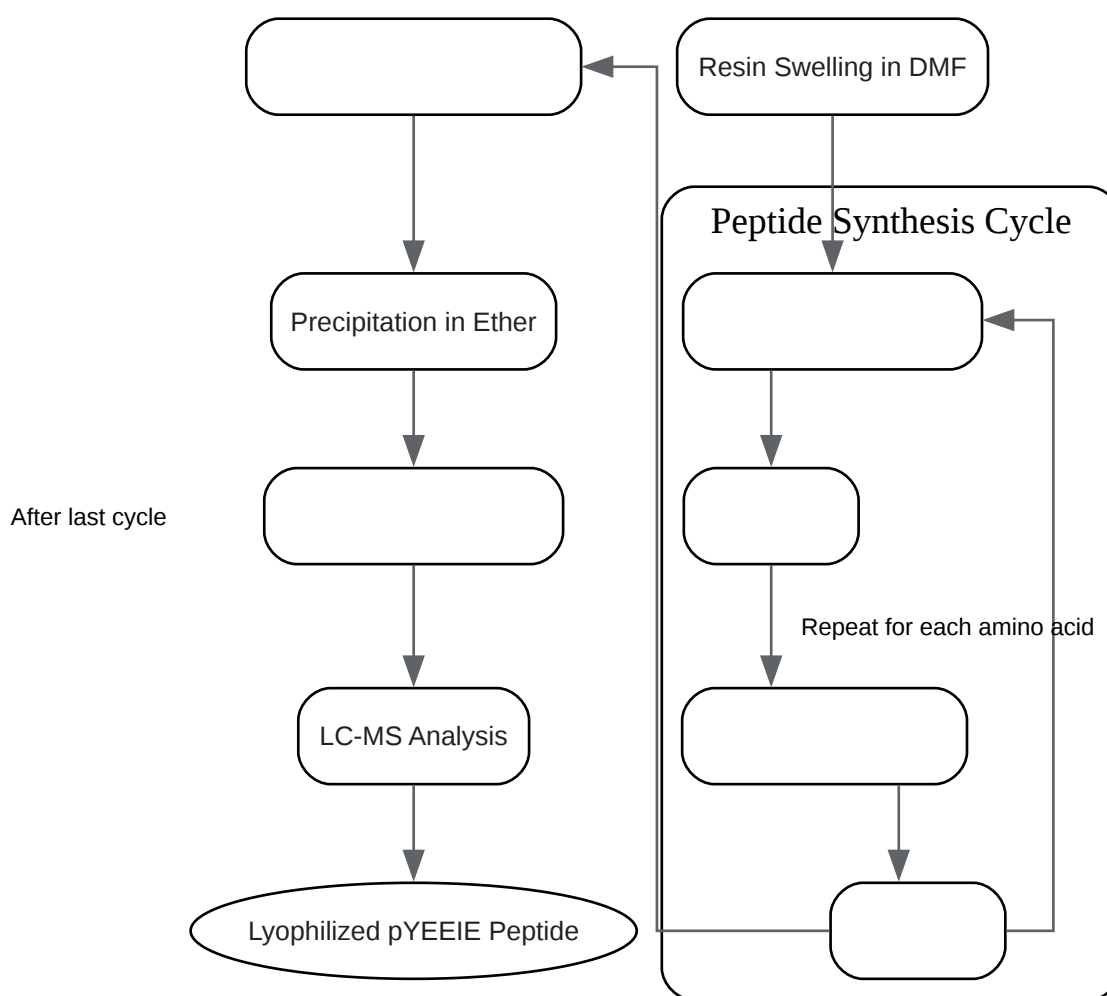 Resin Swelling in DMF
Peptide Synthesis Cycle
Precipitation in Ether
After last cycle
Repeat for each amino acid
LC-MS Analysis
Lyophilized pYEEIE Peptide